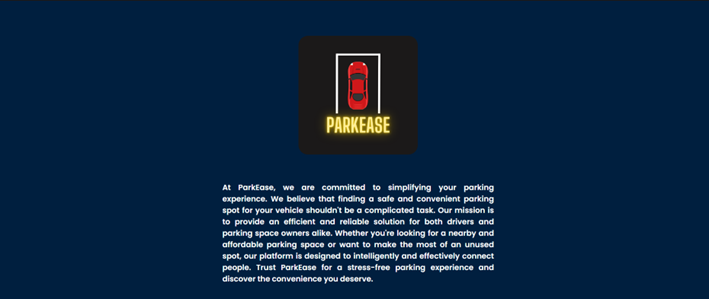 PARKEASE
At ParkEase, we are committed to simplifying your parking
experience. We believe that finding a safe and convenient parking
spot for your vehicle shouldn't be a complicated task. Our mission is
to provide an efficient and reliable solution for both drivers and
parking space owners alike. Whether you're looking for a nearby and
affordable parking space or want to make the most of an unused
spot, our platform is designed to intelligently and effectively connect
people. Trust ParkEase for a stress-free parking experience and
discover the convenience you deserve.